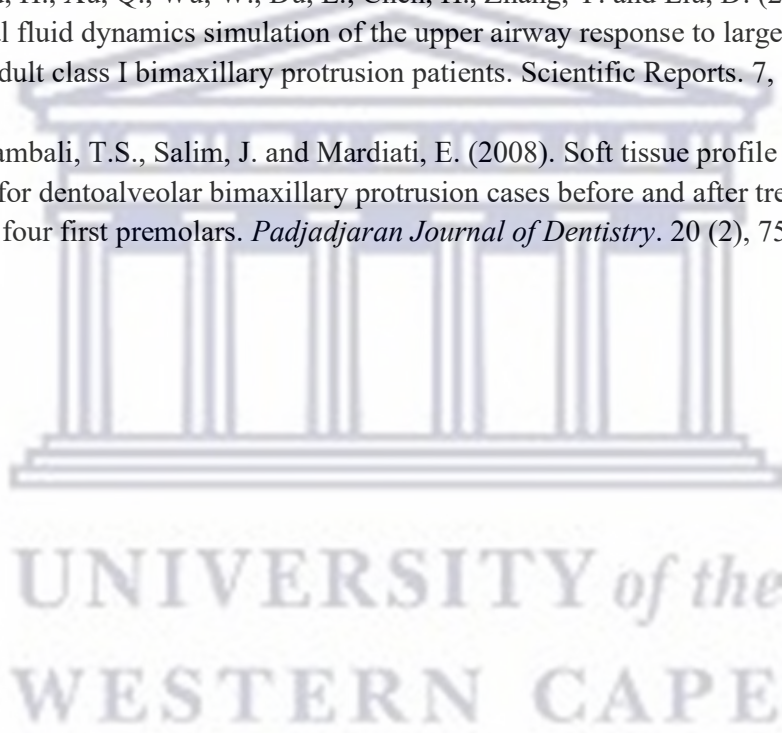 H., Xu, Q., Wu, W., Du, L., Chen, H., Zhang, T. and Liu, D. (2
l fluid dynamics simulation of the upper airway response to large
dult class I bimaxillary protrusion patients. Scientific Reports. 7,
ambali, T.S., Salim, J. and Mardiati, E. (2008). Soft tissue profile
for dentoalveolar bimaxillary protrusion cases before and after tre
four first premolars. Padjadjaran Journal of Dentistry. 20 (2), 75
UNIVERSITY of the
WESTERN CAPE